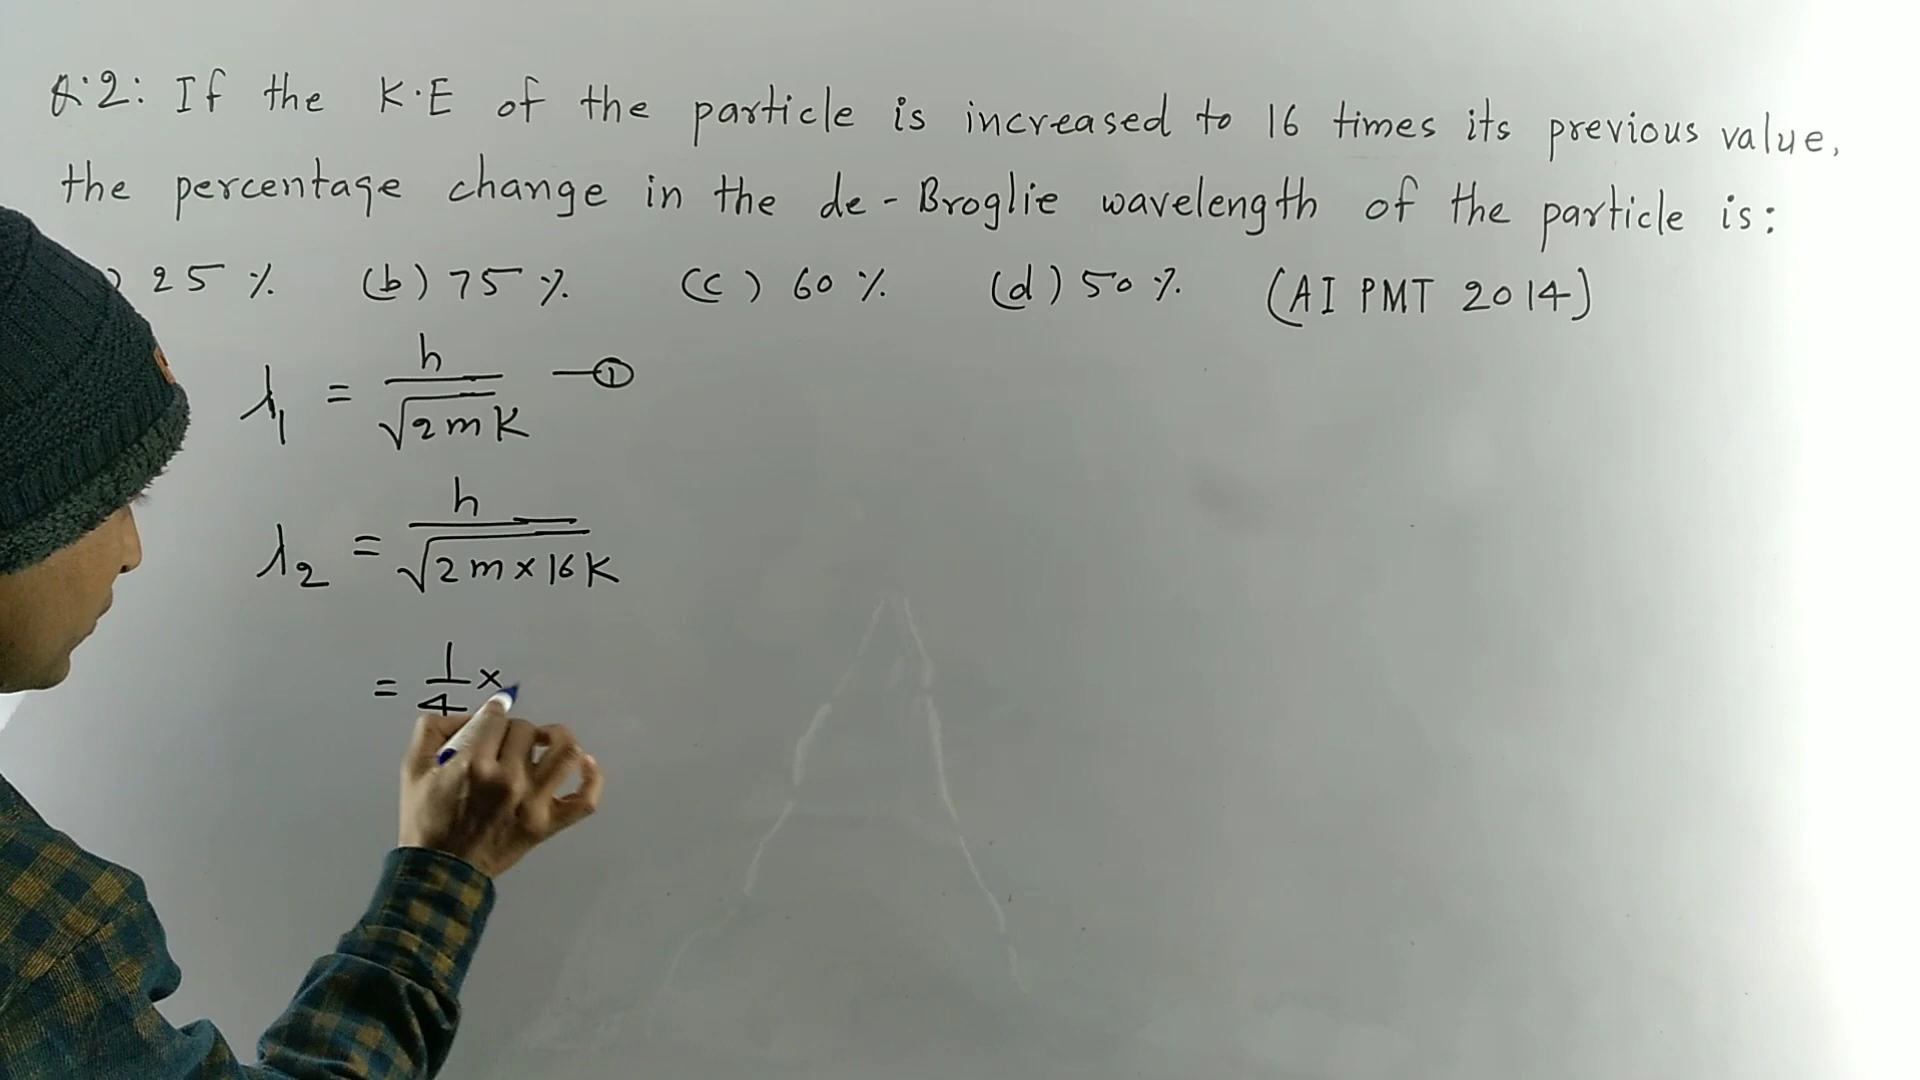 Q.2: If the K.E of the particle is increased to 16 times its previous value,
the percentage change in the de-Broglie wavelength of the particle is:
) 25 % (b) 75 % (c) 60 % (d) 50 % (AI PMT 2014)
λ₁ = h / √2mK —①
λ₂ = h / √2m×16K
= 1/4 ×